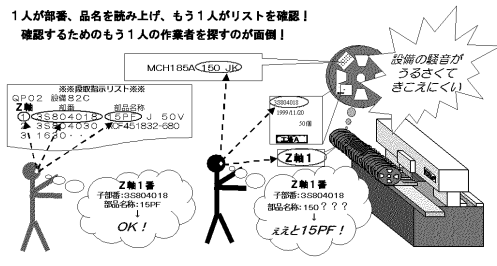 １人が部番、品名を読み上げ、もう１人がリストを確認！
確認するためのもう１人の作業者を探すのが面倒！
MCH185A 150 JK
設備の騒音が
うるさくて
きこえにくい
※※段取指示リスト※※
QP02 設備82C
Z軸 部番 部品名称
1 3S804018 15PF J 50V
2 3S804030 CF451832-680
3 1630・・
3S804018
1999/11/20
50個
工場A
Z軸1
Z軸1番
子部番:3S804018
部品名称:15PF
↓
OK！
Z軸1番
子部番:3S804018
部品名称:150？？？
↓
ええと15PF！